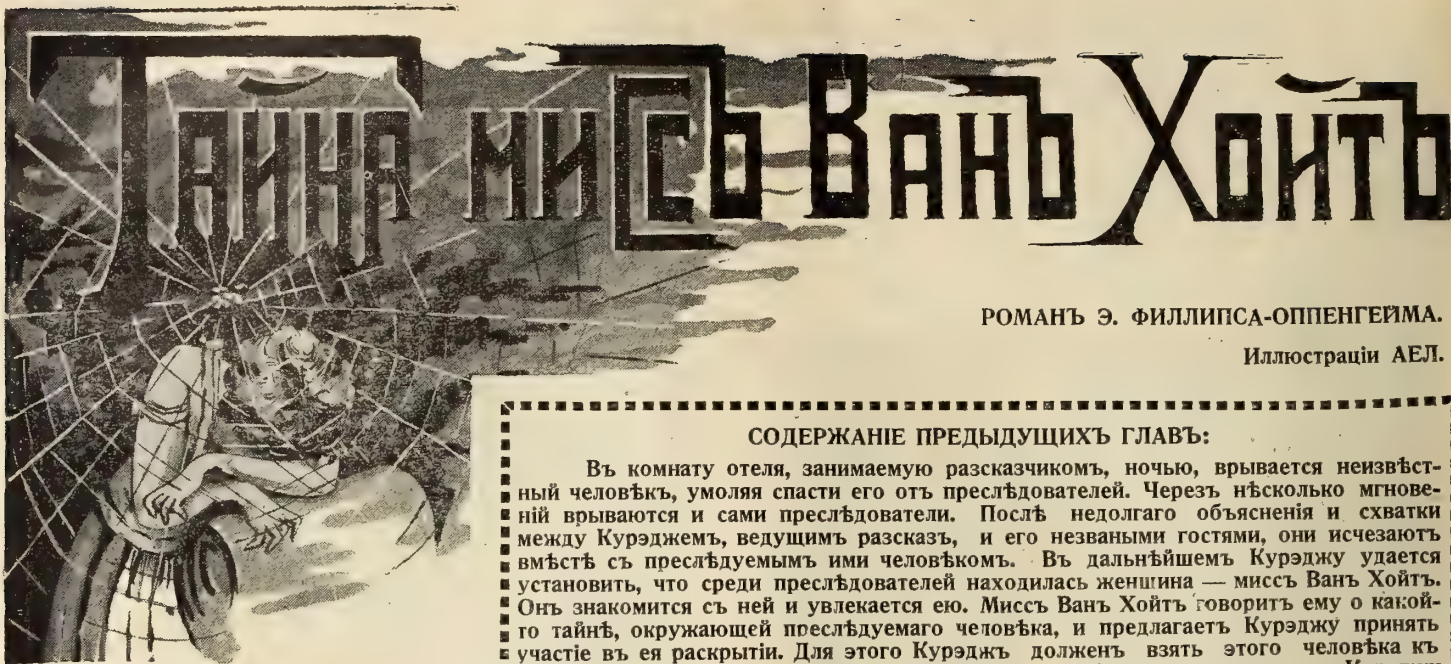 Тайна мисъ Ванъ Хойтъ
РОМАНЪ Э. ФИЛЛИПСА-ОППЕНГЕЙМА.
Иллюстраціи АЕЛ.
СОДЕРЖАНІЕ ПРЕДЫДУЩИХЪ ГЛАВЪ:
Въ комнату отеля, занимаемую разсказчикомъ, ночью, врывается неизвѣст-
ный человѣкъ, умоляя спасти его отъ преслѣдователей. Черезъ нѣсколько мгнове-
ній врываются и сами преслѣдователи. Послѣ недолгаго объясненія и схватки
между Курэджемъ, ведущимъ разсказъ, и его незваными гостями, они исчезаютъ
вмѣстѣ съ преслѣдуемымъ ими человѣкомъ. Въ дальнѣйшемъ Курэджу удается
установить, что среди преслѣдователей находилась женщина — миссъ Ванъ Хойтъ.
Онъ знакомится съ ней и увлекается ею. Миссъ Ванъ Хойтъ говоритъ ему о какой-
то тайнѣ, окружающей преслѣдуемаго человѣка, и предлагаетъ Курэджу принять
участіе въ ея раскрытіи. Для этого Курэджъ долженъ взять этого человѣка къ